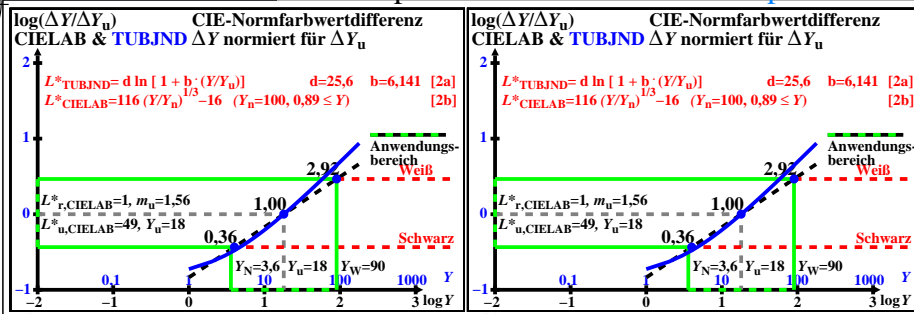 log(ΔY/ΔYu) CIE-Normfarbwertdifferenz
CIELAB & TUBJND ΔY normiert für ΔYu
2
L*TUBJND= d ln [ 1 + b·(Y/Yu)] d=25,6 b=6,141 [2a]
L*CIELAB=116 (Y/Yn)1/3−16 (Yn=100, 0,89 ≤ Y) [2b]
1
Anwendungs-
bereich
2,92
Weiß
L*r,CIELAB=1, mu=1,56
1,00
0
L*u,CIELAB=49, Yu=18
0,36
Schwarz
YN=3,6 Yu=18 YW=90
0,1 1 10 100 1000 Y
−2 −1 0 1 2 3 log Y
log(ΔY/ΔYu) CIE-Normfarbwertdifferenz
CIELAB & TUBJND ΔY normiert für ΔYu
2
L*TUBJND= d ln [ 1 + b·(Y/Yu)] d=25,6 b=6,141 [2a]
L*CIELAB=116 (Y/Yn)1/3−16 (Yn=100, 0,89 ≤ Y) [2b]
1
Anwendungs-
bereich
2,92
Weiß
L*r,CIELAB=1, mu=1,56
1,00
0
L*u,CIELAB=49, Yu=18
0,36
Schwarz
YN=3,6 Yu=18 YW=90
0,1 1 10 100 1000 Y
−2 −1 0 1 2 3 log Y